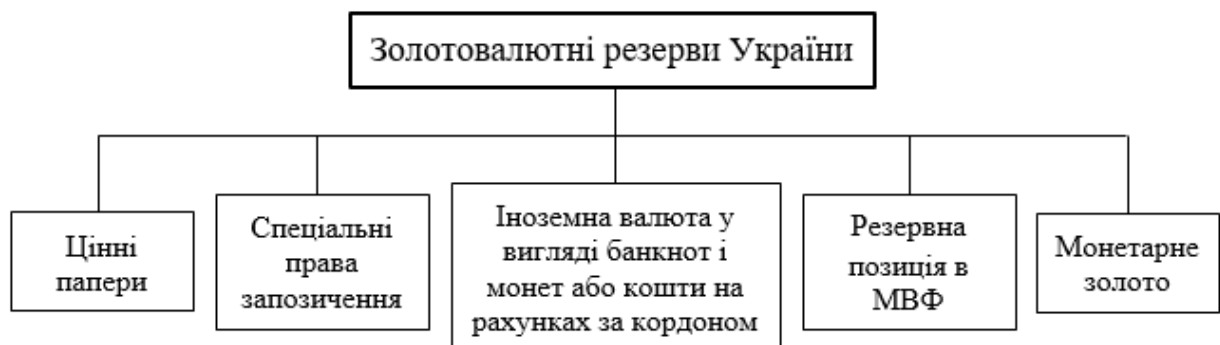 Золотовалютні резерви України
Цінні
папери
Спеціальні
права
запозичення
Іноземна валюта у
вигляді банкнот і
монет або кошти на
рахунках за кордоном
Резервна
позиція в
МВФ
Монетарне
золото